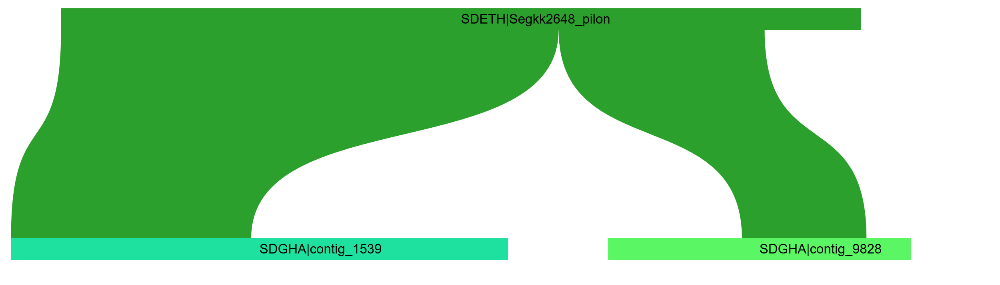 SDETH|Segkk2648_pilon
SDGHA|contig_1539
SDGHA|contig_9828